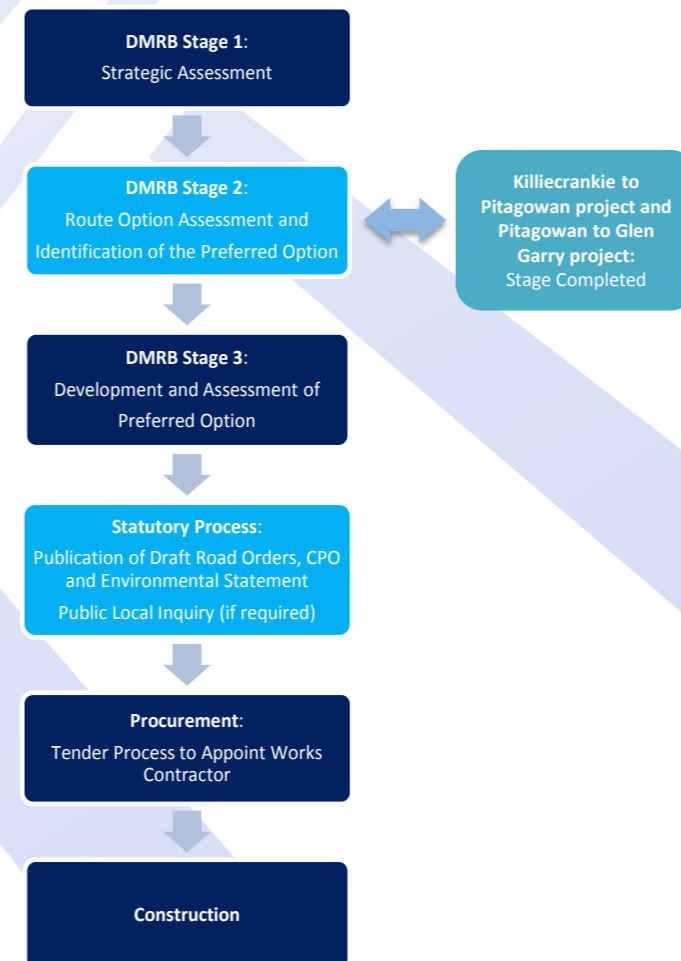 DMRB Stage 1:
Strategic Assessment
DMRB Stage 2:
Route Option Assessment and
Identification of the Preferred Option
Killiecrankie to
Pitagowan project and
Pitagowan to Glen
Garry project:
Stage Completed
DMRB Stage 3:
Development and Assessment of
Preferred Option
Statutory Process:
Publication of Draft Road Orders, CPO
and Environmental Statement
Public Local Inquiry (if required)
Procurement:
Tender Process to Appoint Works
Contractor
Construction